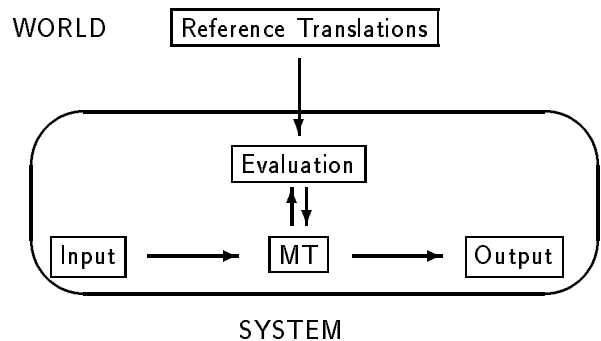 WORLD
Reference Translations
Evaluation
Input
MT
Output
SYSTEM